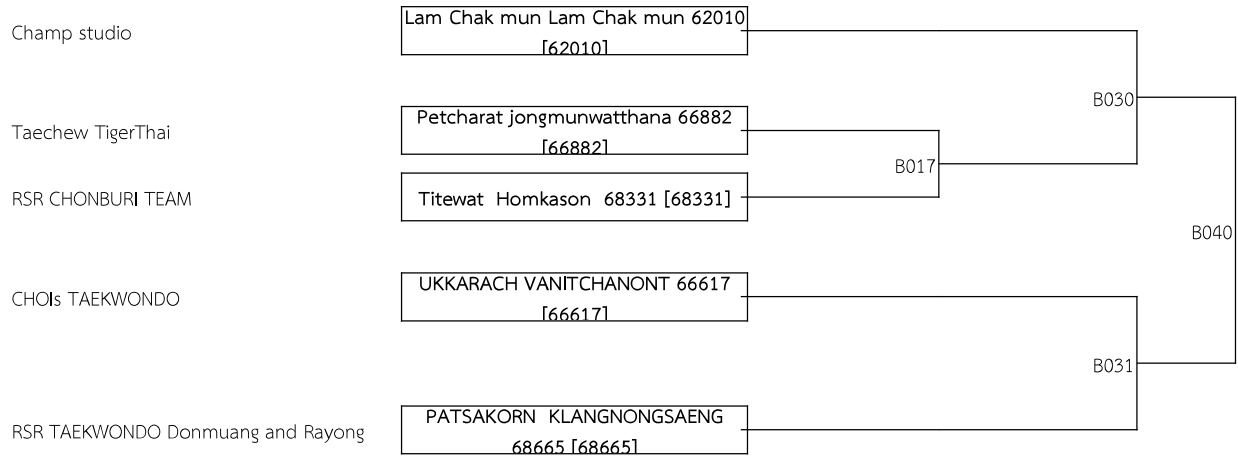 Champ studio
Lam Chak mun Lam Chak mun 62010
[62010]
B030
Taechew TigerThai
Petcharat jongmunwatthana 66882
[66882]
B017
RSR CHONBURI TEAM
Titewat Homkason 68331 [68331]
B040
CHOIs TAEKWONDO
UKKARACH VANITCHANONT 66617
[66617]
B031
RSR TAEKWONDO Donmuang and Rayong
PATSAKORN KLANGNONGSAENG
68665 [68665]